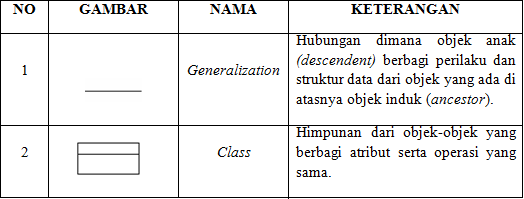 NO GAMBAR NAMA KETERANGAN
1 Generalization Hubungan dimana objek anak
(descendent) berbagi perilaku dan
struktur data dari objek yang ada di
atasnya objek induk (ancestor).
2 Class Himpunan dari objek-objek yang
berbagi atribut serta operasi yang
sama.